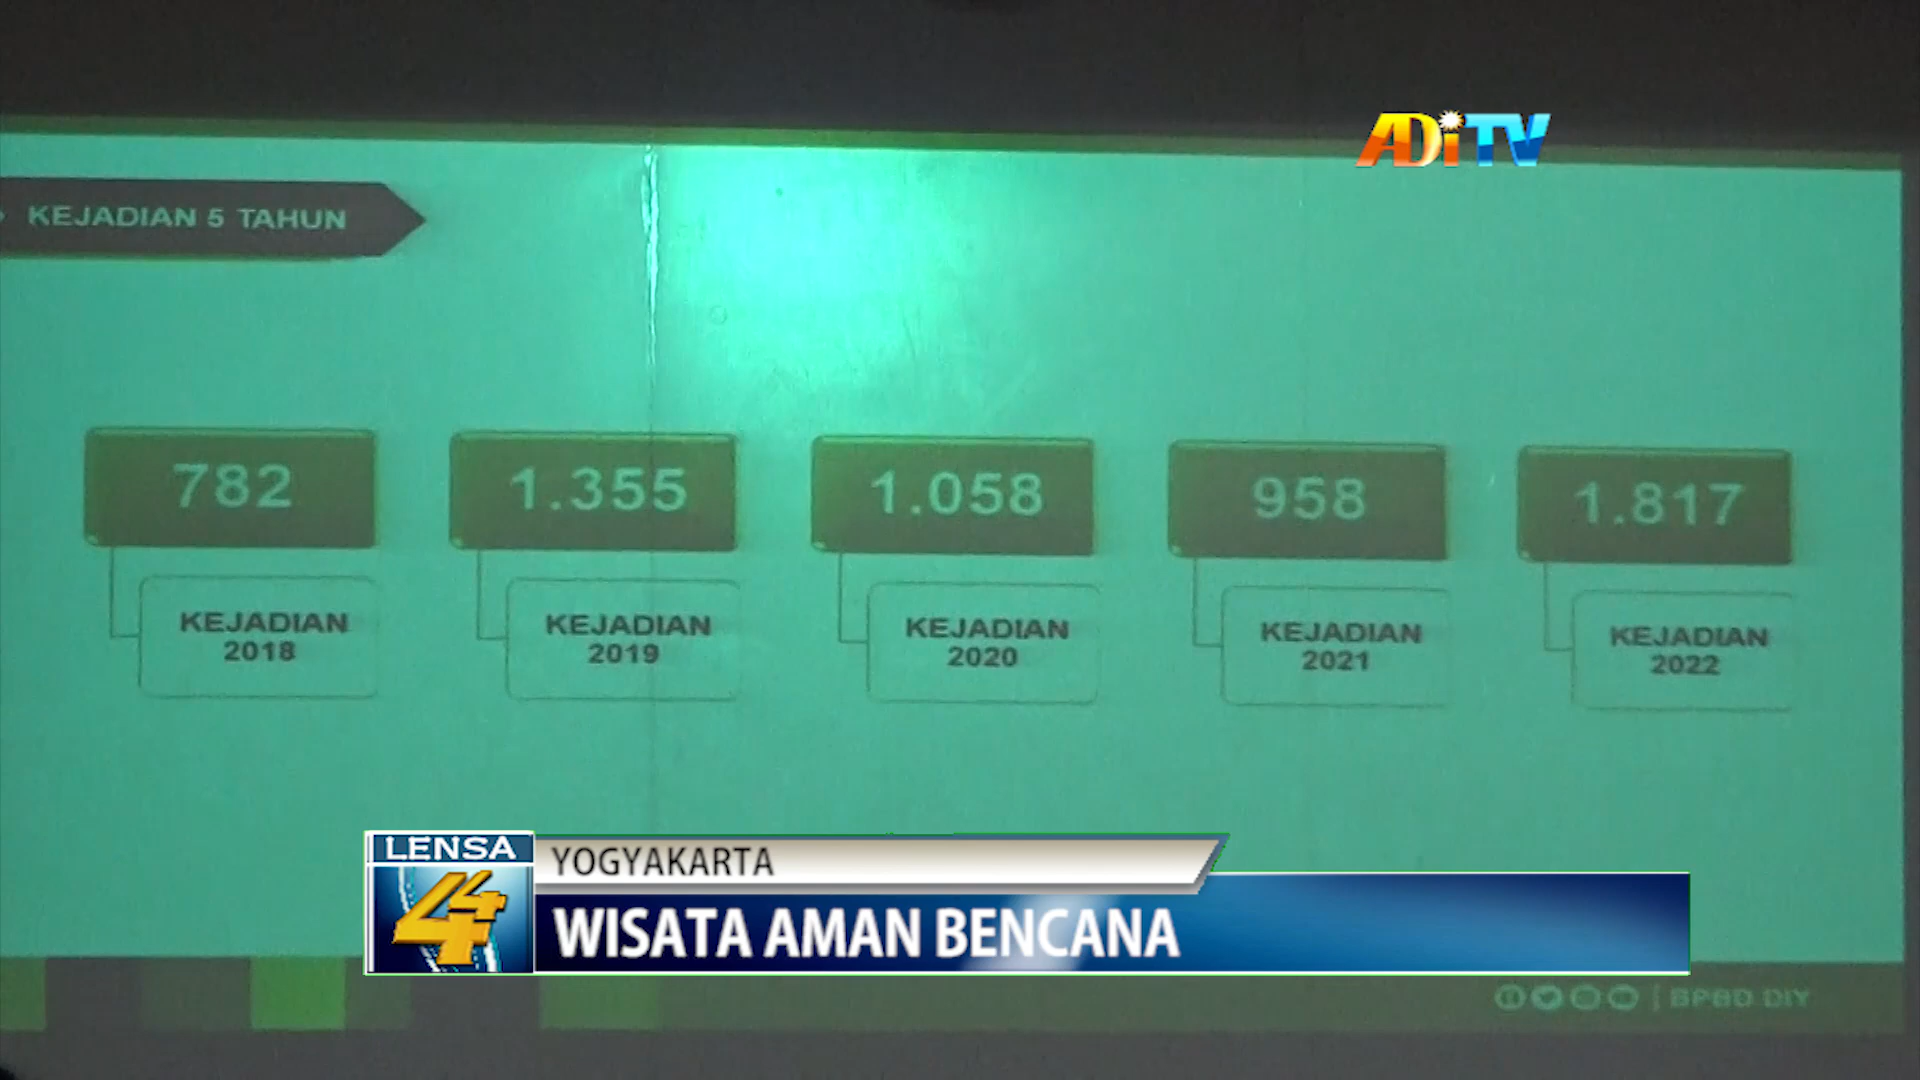 ADiTV
KEJADIAN 5 TAHUN
782
1.355
1.058
958
1.817
KEJADIAN
2018
KEJADIAN
2019
KEJADIAN
2020
KEJADIAN
2021
KEJADIAN
2022
LENSA
44
YOGYAKARTA
WISATA AMAN BENCANA
| BPBD DIY